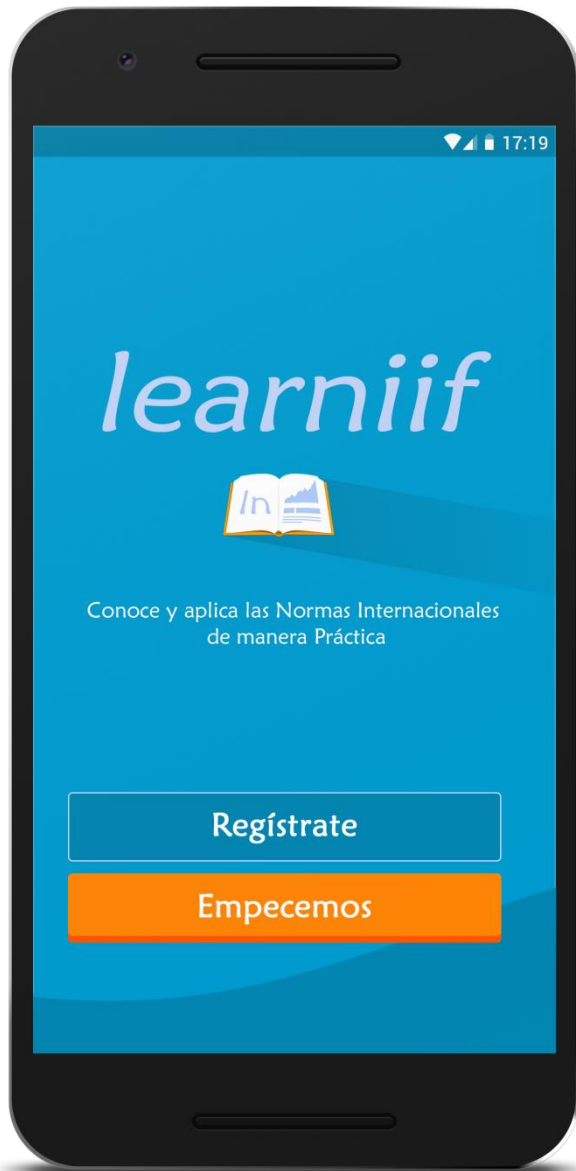 17:19
learniif
In
Conoce y aplica las Normas Internacionales
de manera Práctica
Regístrate
Empecemos